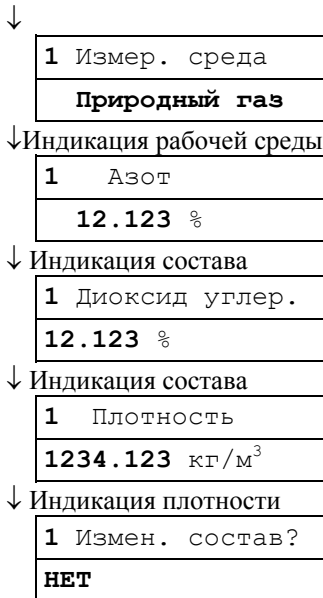 ↓
1 Измер. среда
Природный газ
↓Индикация рабочей среды
1 Азот
12.123 %
↓ Индикация состава
1 Диоксид углер.
12.123 %
↓ Индикация состава
1 Плотность
1234.123 кг/м³
↓ Индикация плотности
1 Измен. состав?
НЕТ